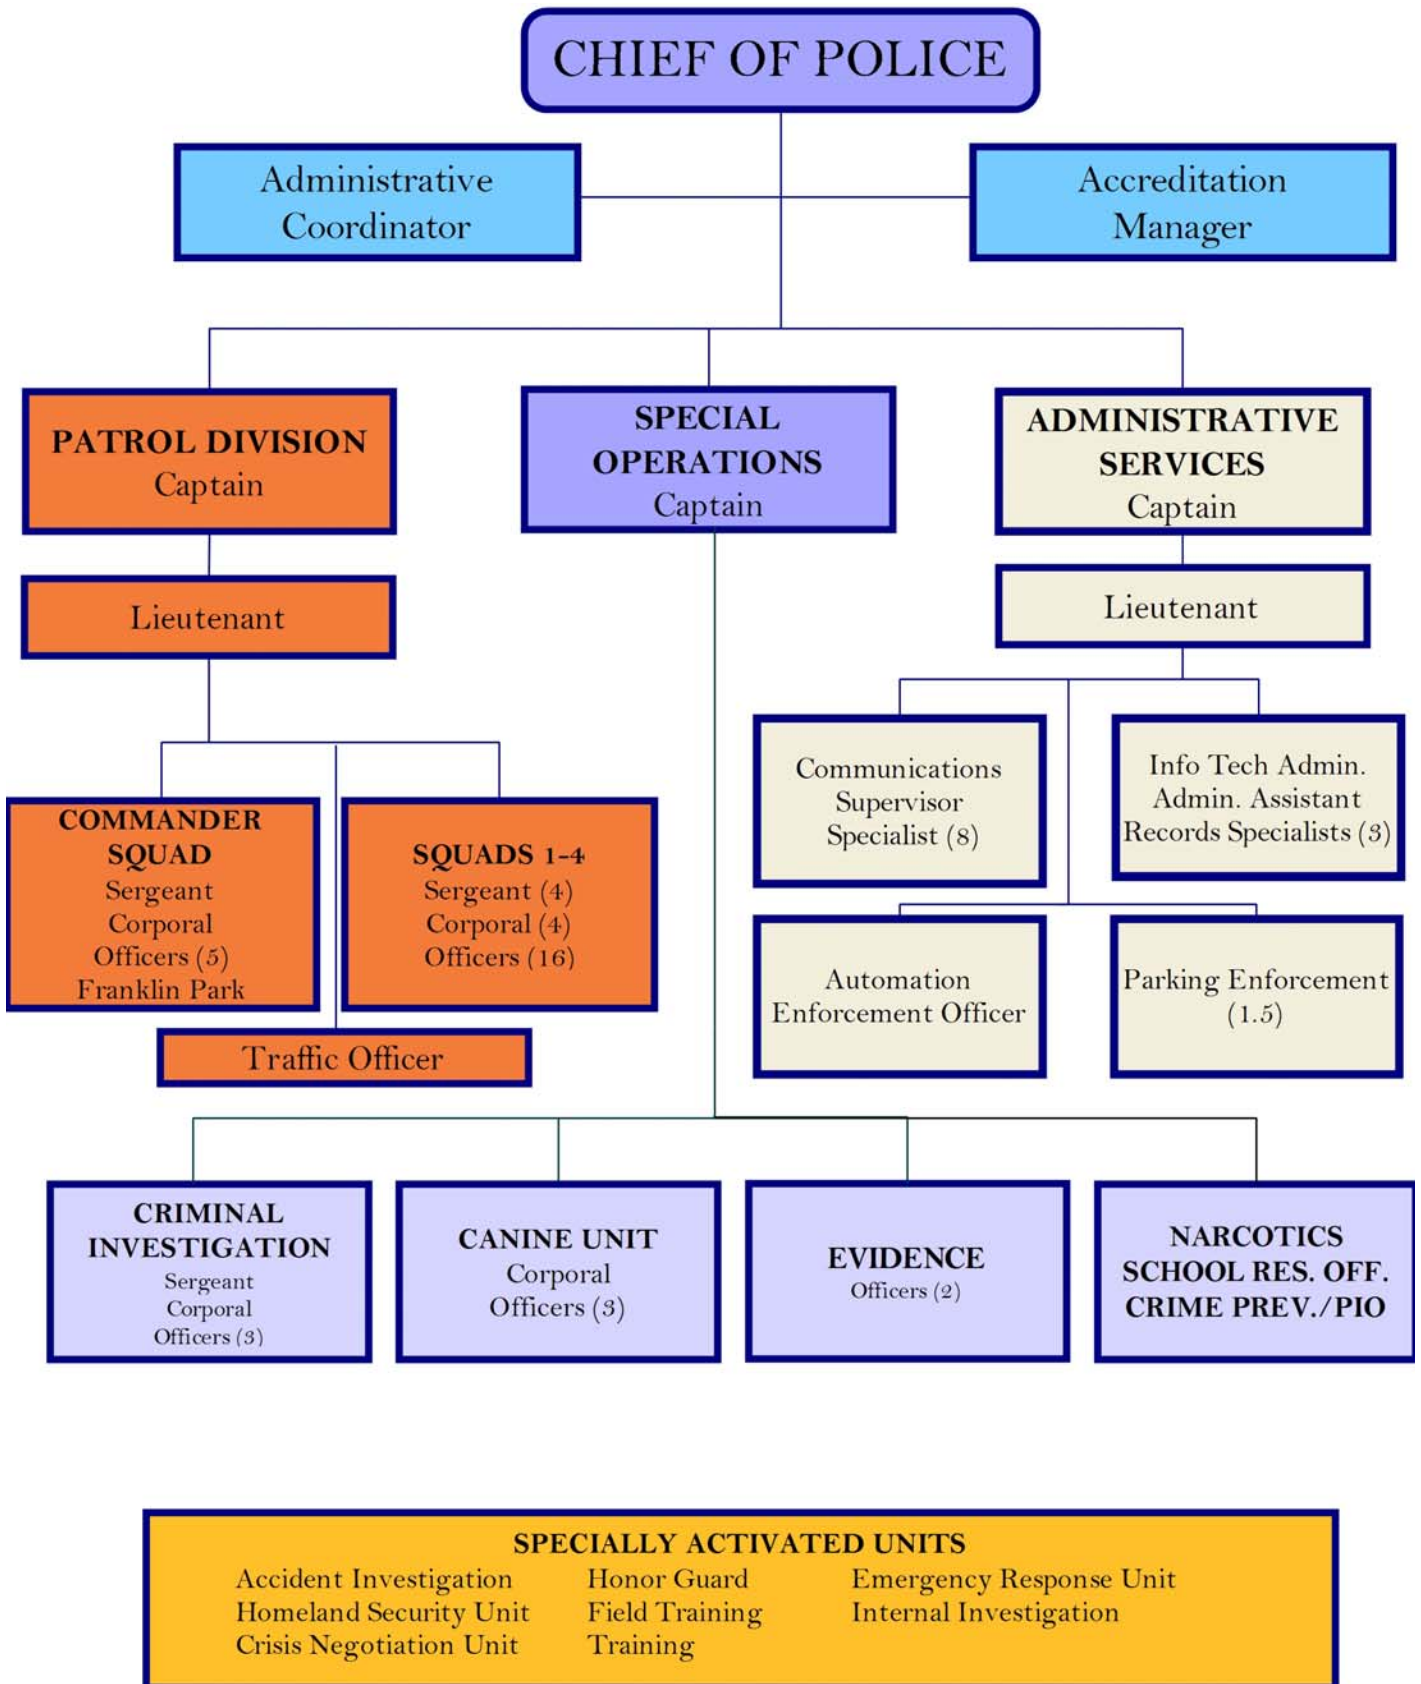 CHIEF OF POLICE
Administrative
Coordinator
Accreditation
Manager
PATROL DIVISION
Captain
SPECIAL
OPERATIONS
Captain
ADMINISTRATIVE
SERVICES
Captain
Lieutenant
Lieutenant
COMMANDER
SQUAD
Sergeant
Corporal
Officers (5)
Franklin Park
SQUADS 1-4
Sergeant (4)
Corporal (4)
Officers (16)
Traffic Officer
Communications
Supervisor
Specialist (8)
Info Tech Admin.
Admin. Assistant
Records Specialists (3)
Automation
Enforcement Officer
Parking Enforcement
(1.5)
CRIMINAL
INVESTIGATION
Sergeant
Corporal
Officers (3)
CANINE UNIT
Corporal
Officers (3)
EVIDENCE
Officers (2)
NARCOTICS
SCHOOL RES. OFF.
CRIME PREV./PIO
SPECIALLY ACTIVATED UNITS
Accident Investigation Honor Guard Emergency Response Unit
Homeland Security Unit Field Training Internal Investigation
Crisis Negotiation Unit Training